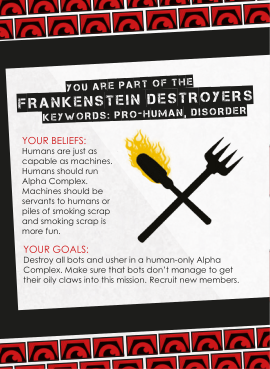 YOU ARE PART OF THE
FRANKENSTEIN DESTROYERS
KEYWORDS: PRO-HUMAN, DISORDER
YOUR BELIEFS:
Humans are just as
capable as machines.
Humans should run
Alpha Complex.
Machines should be
servants to humans or
piles of smoking scrap
and smoking scrap is
more fun.
YOUR GOALS:
Destroy all bots and usher in a human-only Alpha
Complex. Make sure that bots don't manage to get
their oily claws into this mission. Recruit new members.